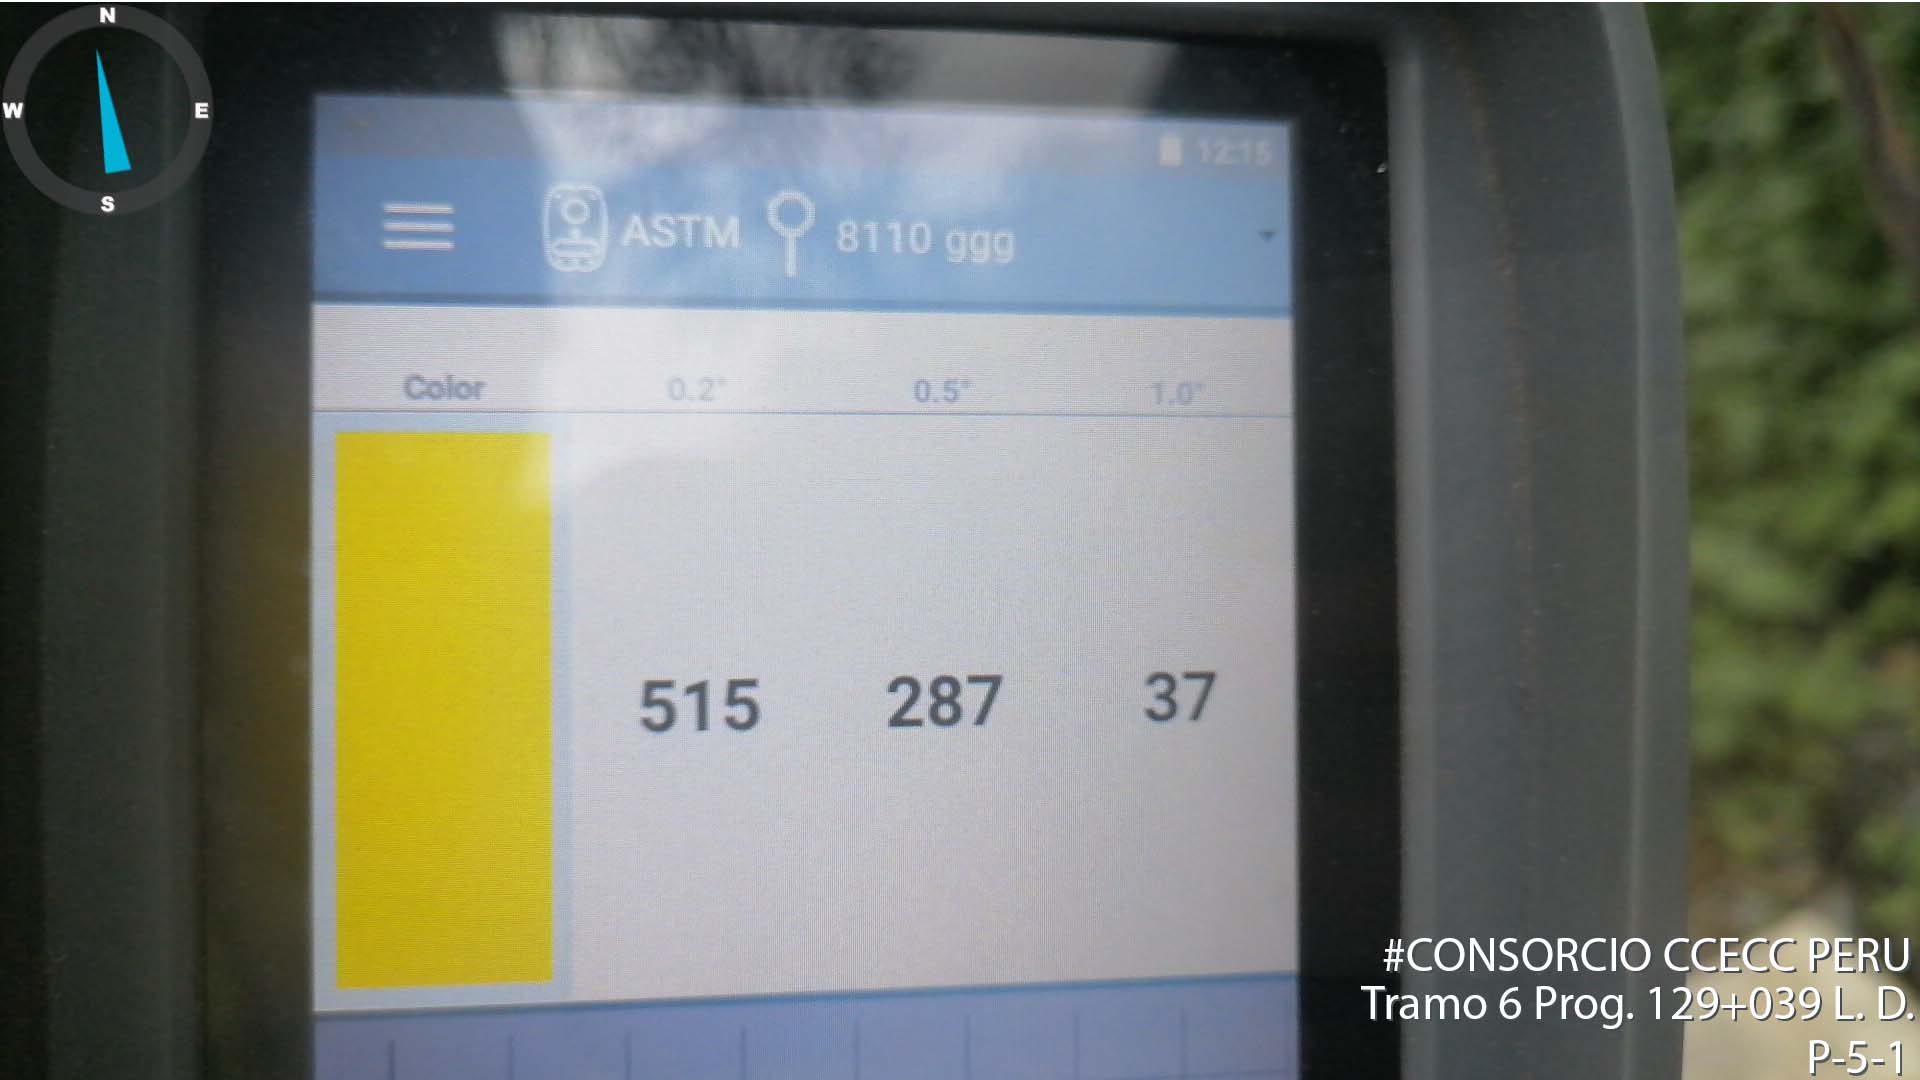 N
W E
S
12:15
ASTM 8110 ggg
Color 0.2° 0.5° 1.0°
515 287 37
#CONSORCIO CCECC PERU
Tramo 6 Prog. 129+039 L. D.
P-5-1